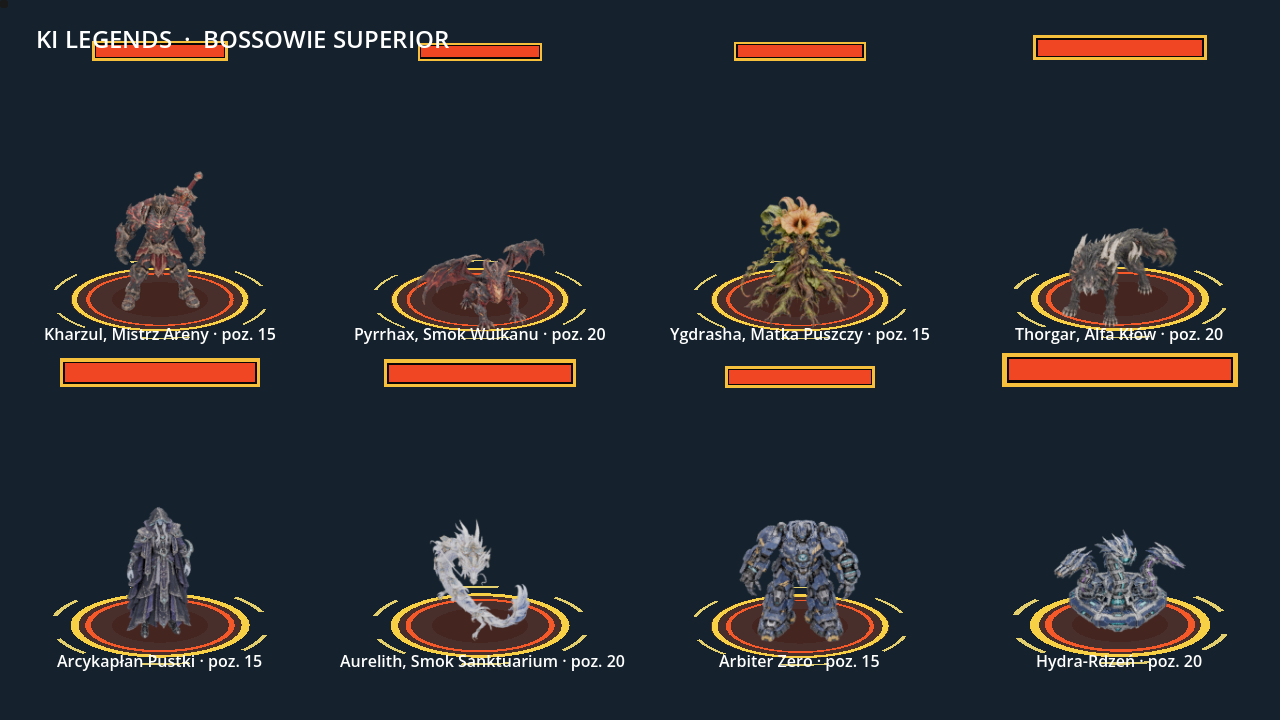 KI LEGENDS · BOSSOWIE SUPERIOR
Kharzul, Mistrz Areny · poz. 15
Pyrrhax, Smok Wulkanu · poz. 20
Ygdrasha, Matka Puszczy · poz. 15
Thorgar, Alfa Kłów · poz. 20
Arcykapłan Pustki · poz. 15
Aurelith, Smok Sanktuarium · poz. 20
Arbiter Zero · poz. 15
Hydra-Rdzeń · poz. 20